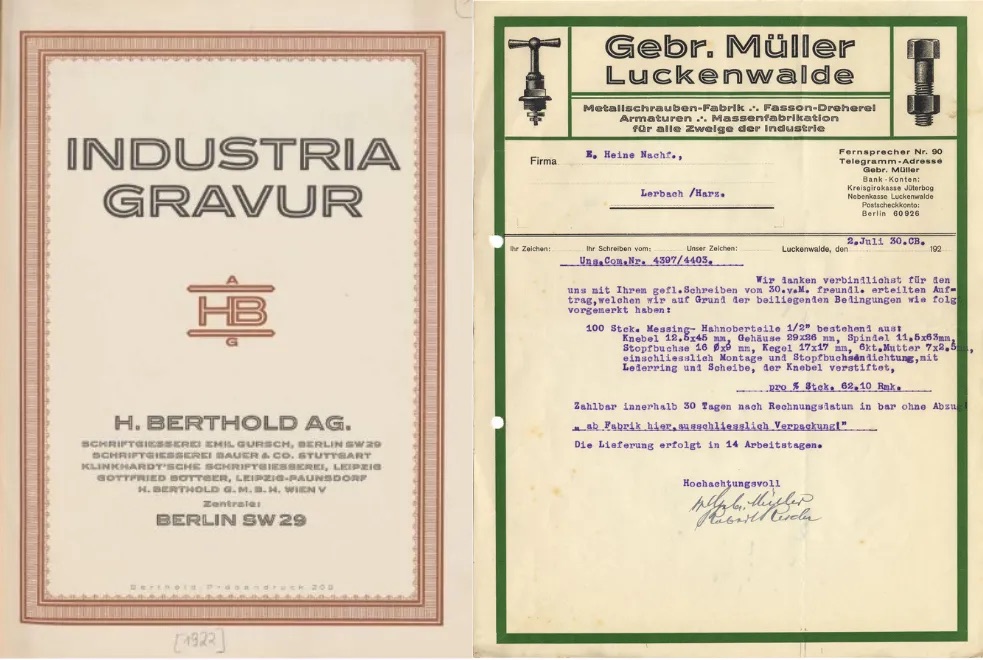 INDUSTRIA
GRAVUR
A
HB
G
H. BERTHOLD AG.
SCHRIFTGIESSEREI EMIL GURSCH, BERLIN SW 29
SCHRIFTGIESSEREI BAUER & CO. STUTTGART
KLINKHARDT'SCHE SCHRIFTGIESSEREI, LEIPZIG
GOTTFRIED BÖTTGER, LEIPZIG-PAUNSDORF
H. BERTHOLD G. M. B. H. WIEN V
Zentrale:
BERLIN SW 29
Berthold, Probendruck 209
[1922]
Gebr. Müller
Luckenwalde
Metallschrauben-Fabrik ∴ Fasson-Dreherei
Armaturen ∴ Massenfabrikation
für alle Zweige der Industrie
Firma
E. Heine Nachf.,
Lerbach /Harz.
Fernsprecher Nr. 90
Telegramm-Adresse
Gebr. Müller
Bank-Konten:
Kreisgirokasse Jüterbog
Nebenkasse Luckenwalde
Postscheckkonto:
Berlin 60926
Ihr Zeichen: Ihr Schreiben vom: Unser Zeichen: Luckenwalde, den 2.Juli 30.CB. 192
Uns.Com.Nr. 4397/4403.
Wir danken verbindlichst für den
uns mit Ihrem gefl.Schreiben vom 30.v.M. freundl. erteilten Auf-
trag,welchen wir auf Grund der beiliegenden Bedingungen wie folg
vorgemerkt haben:
100 Stck. Messing- Hahnoberteile 1/2" bestehend aus:
Knebel 12.5x45 mm, Gehäuse 29x26 mm, Spindel 11.5x63mm,
Stopfbuchse 16 Øx9 mm, Kegel 17x17 mm, 6kt.Mutter 7x2.5mm,
einschliesslich Montage und Stopfbuchsendichtung,mit
Lederring und Scheibe, der Knebel verstiftet,
pro % Stck. 62.10 Rmk.
Zahlbar innerhalb 30 Tagen nach Rechnungsdatum in bar ohne Abzug!
" ab Fabrik hier,ausschliesslich Verpackung!"
Die Lieferung erfolgt in 14 Arbeitstagen.
Hochachtungsvoll
Gebr. Müller